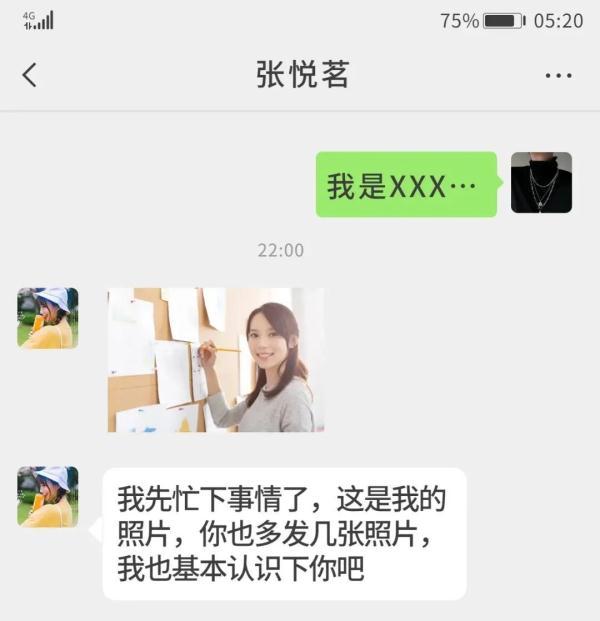 4G
75% 05:20
张悦茗
我是XXX…
22:00
我先忙下事情了，这是我的
照片，你也多发几张照片，
我也基本认识下你吧